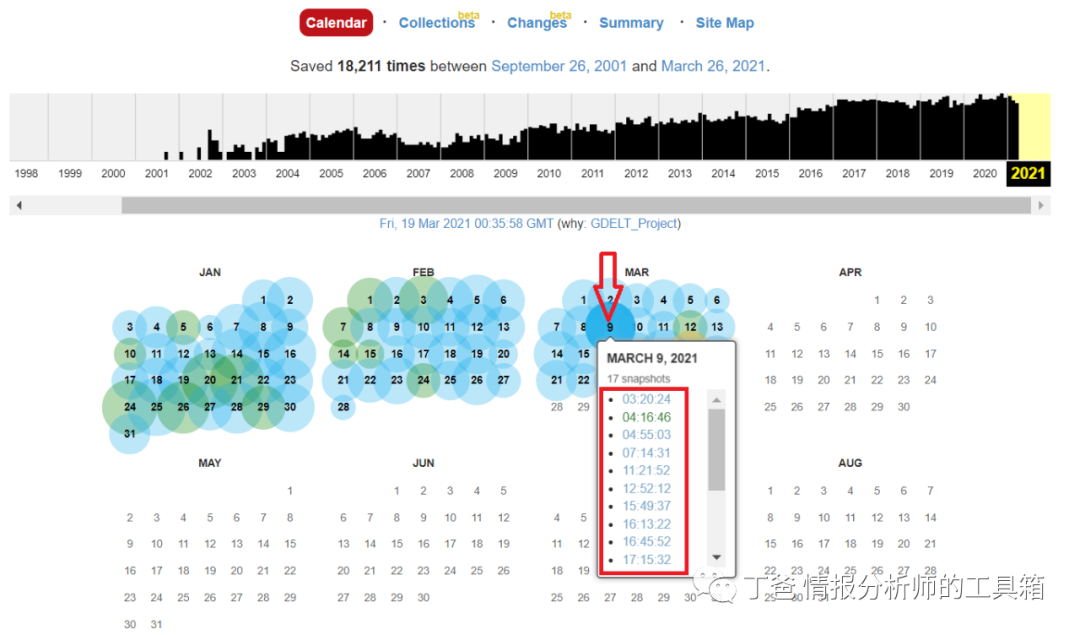 Calendar · Collections beta · Changes beta · Summary · Site Map
Saved 18,211 times between September 26, 2001 and March 26, 2021.
1998 1999 2000 2001 2002 2003 2004 2005 2006 2007 2008 2009 2010 2011 2012 2013 2014 2015 2016 2017 2018 2019 2020 2021
Fri, 19 Mar 2021 00:35:58 GMT (why: GDELT_Project)
JAN
1 2
3 4 5 6 7 8 9
10 11 12 13 14 15 16
17 18 19 20 21 22 23
24 25 26 27 28 29 30
31
FEB
1 2 3 4 5 6
7 8 9 10 11 12 13
14 15 16 17 18 19 20
21 22 23 24 25 26 27
28
MAR
1 2 3 4 5 6
7 8 9 0 11 12 13
14 15
21 22
28 29
MARCH 9, 2021
17 snapshots
03:20:24
04:16:46
04:55:03
07:14:31
11:21:52
12:52:12
15:49:37
16:13:22
16:45:52
17:15:32
APR
1 2 3
4 5 6 7 8 9 10
11 12 13 14 15 16 17
18 19 20 21 22 23 24
25 26 27 28 29 30
MAY
1
2 3 4 5 6 7 8
9 10 11 12 13 14 15
16 17 18 19 20 21 22
23 24 25 26 27 28 29
30 31
JUN
1 2 3 4 5
6 7 8 9 10 11 12
13 14 15 16 17 18 19
20 21 22 23 24 25 26
27 28 29 30
4 5
11 12
18 19
25 26 27 28 29 30
AUG
1 2 3 4 5 6 7
8 9 10 11 12 13 14
15 16 17 18 19 20 21
22 23 24 25 26 27 28
29 30 31
丁爸 情报分析师的工具箱